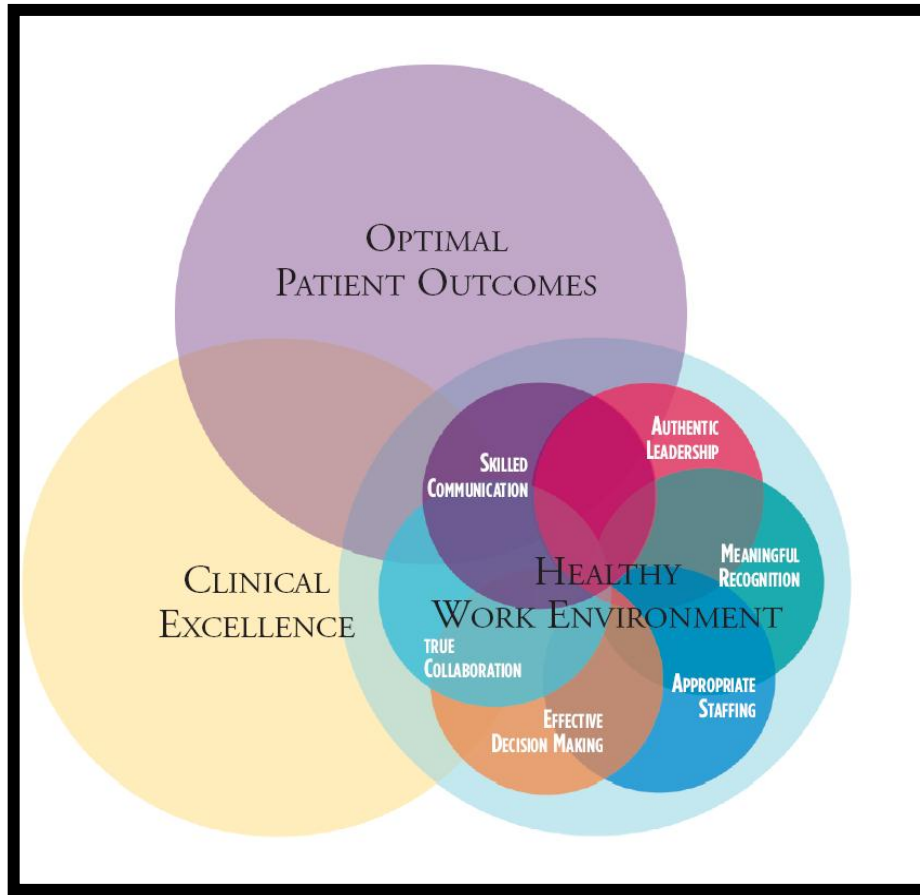 OPTIMAL
PATIENT OUTCOMES
AUTHENTIC
LEADERSHIP
SKILLED
COMMUNICATION
MEANINGFUL
RECOGNITION
HEALTHY
WORK ENVIRONMENT
CLINICAL
EXCELLENCE
TRUE
COLLABORATION
APPROPRIATE
STAFFING
EFFECTIVE
DECISION MAKING